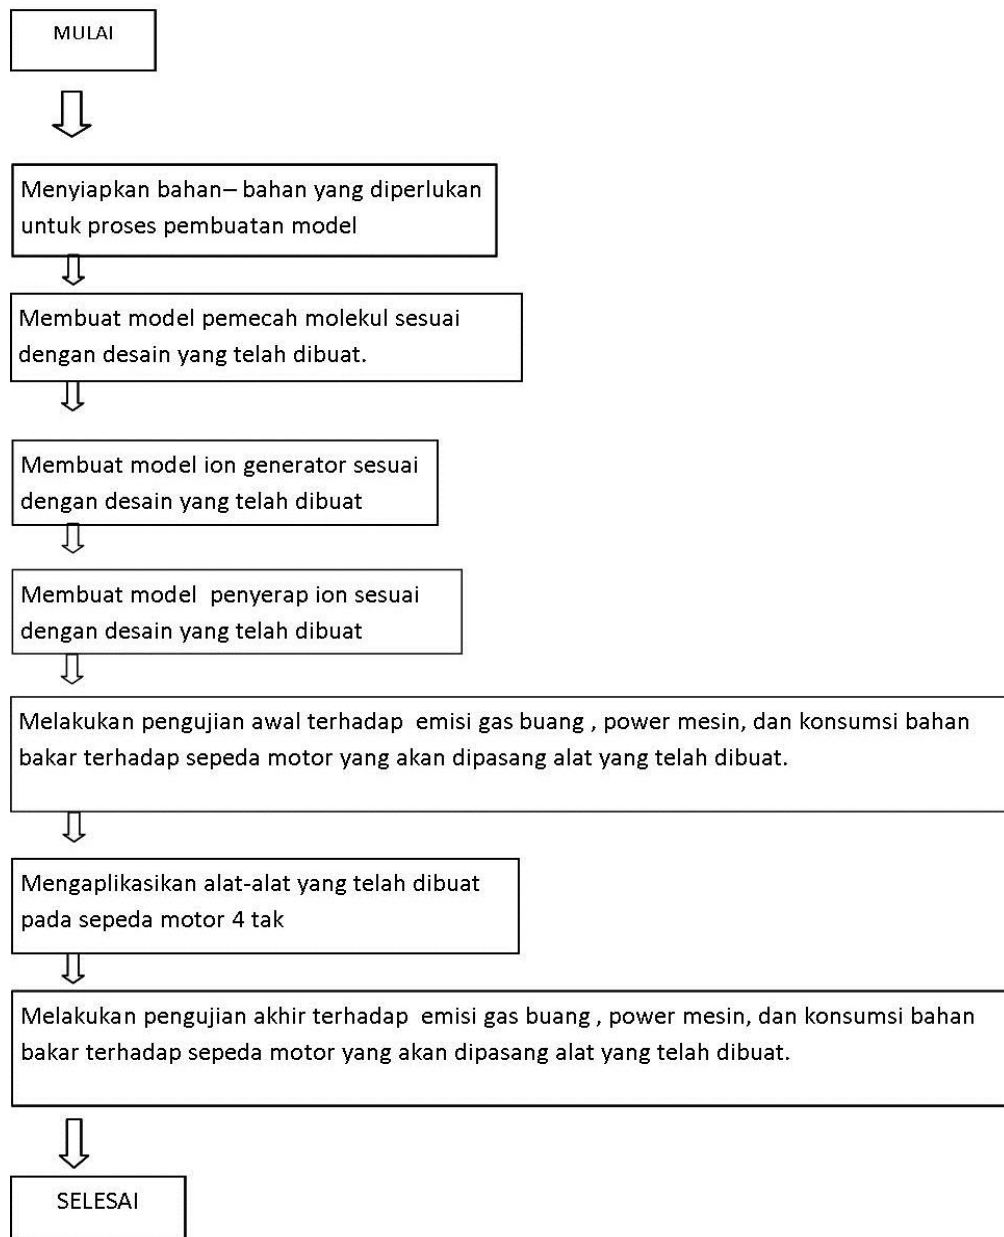 MULAI
Menyiapkan bahan– bahan yang diperlukan
untuk proses pembuatan model
Membuat model pemecah molekul sesuai
dengan desain yang telah dibuat.
Membuat model ion generator sesuai
dengan desain yang telah dibuat
Membuat model  penyerap ion sesuai
dengan desain yang telah dibuat
Melakukan pengujian awal terhadap  emisi gas buang , power mesin, dan konsumsi bahan
bakar terhadap sepeda motor yang akan dipasang alat yang telah dibuat.
Mengaplikasikan alat-alat yang telah dibuat
pada sepeda motor 4 tak
Melakukan pengujian akhir terhadap  emisi gas buang , power mesin, dan konsumsi bahan
bakar terhadap sepeda motor yang akan dipasang alat yang telah dibuat.
SELESAI